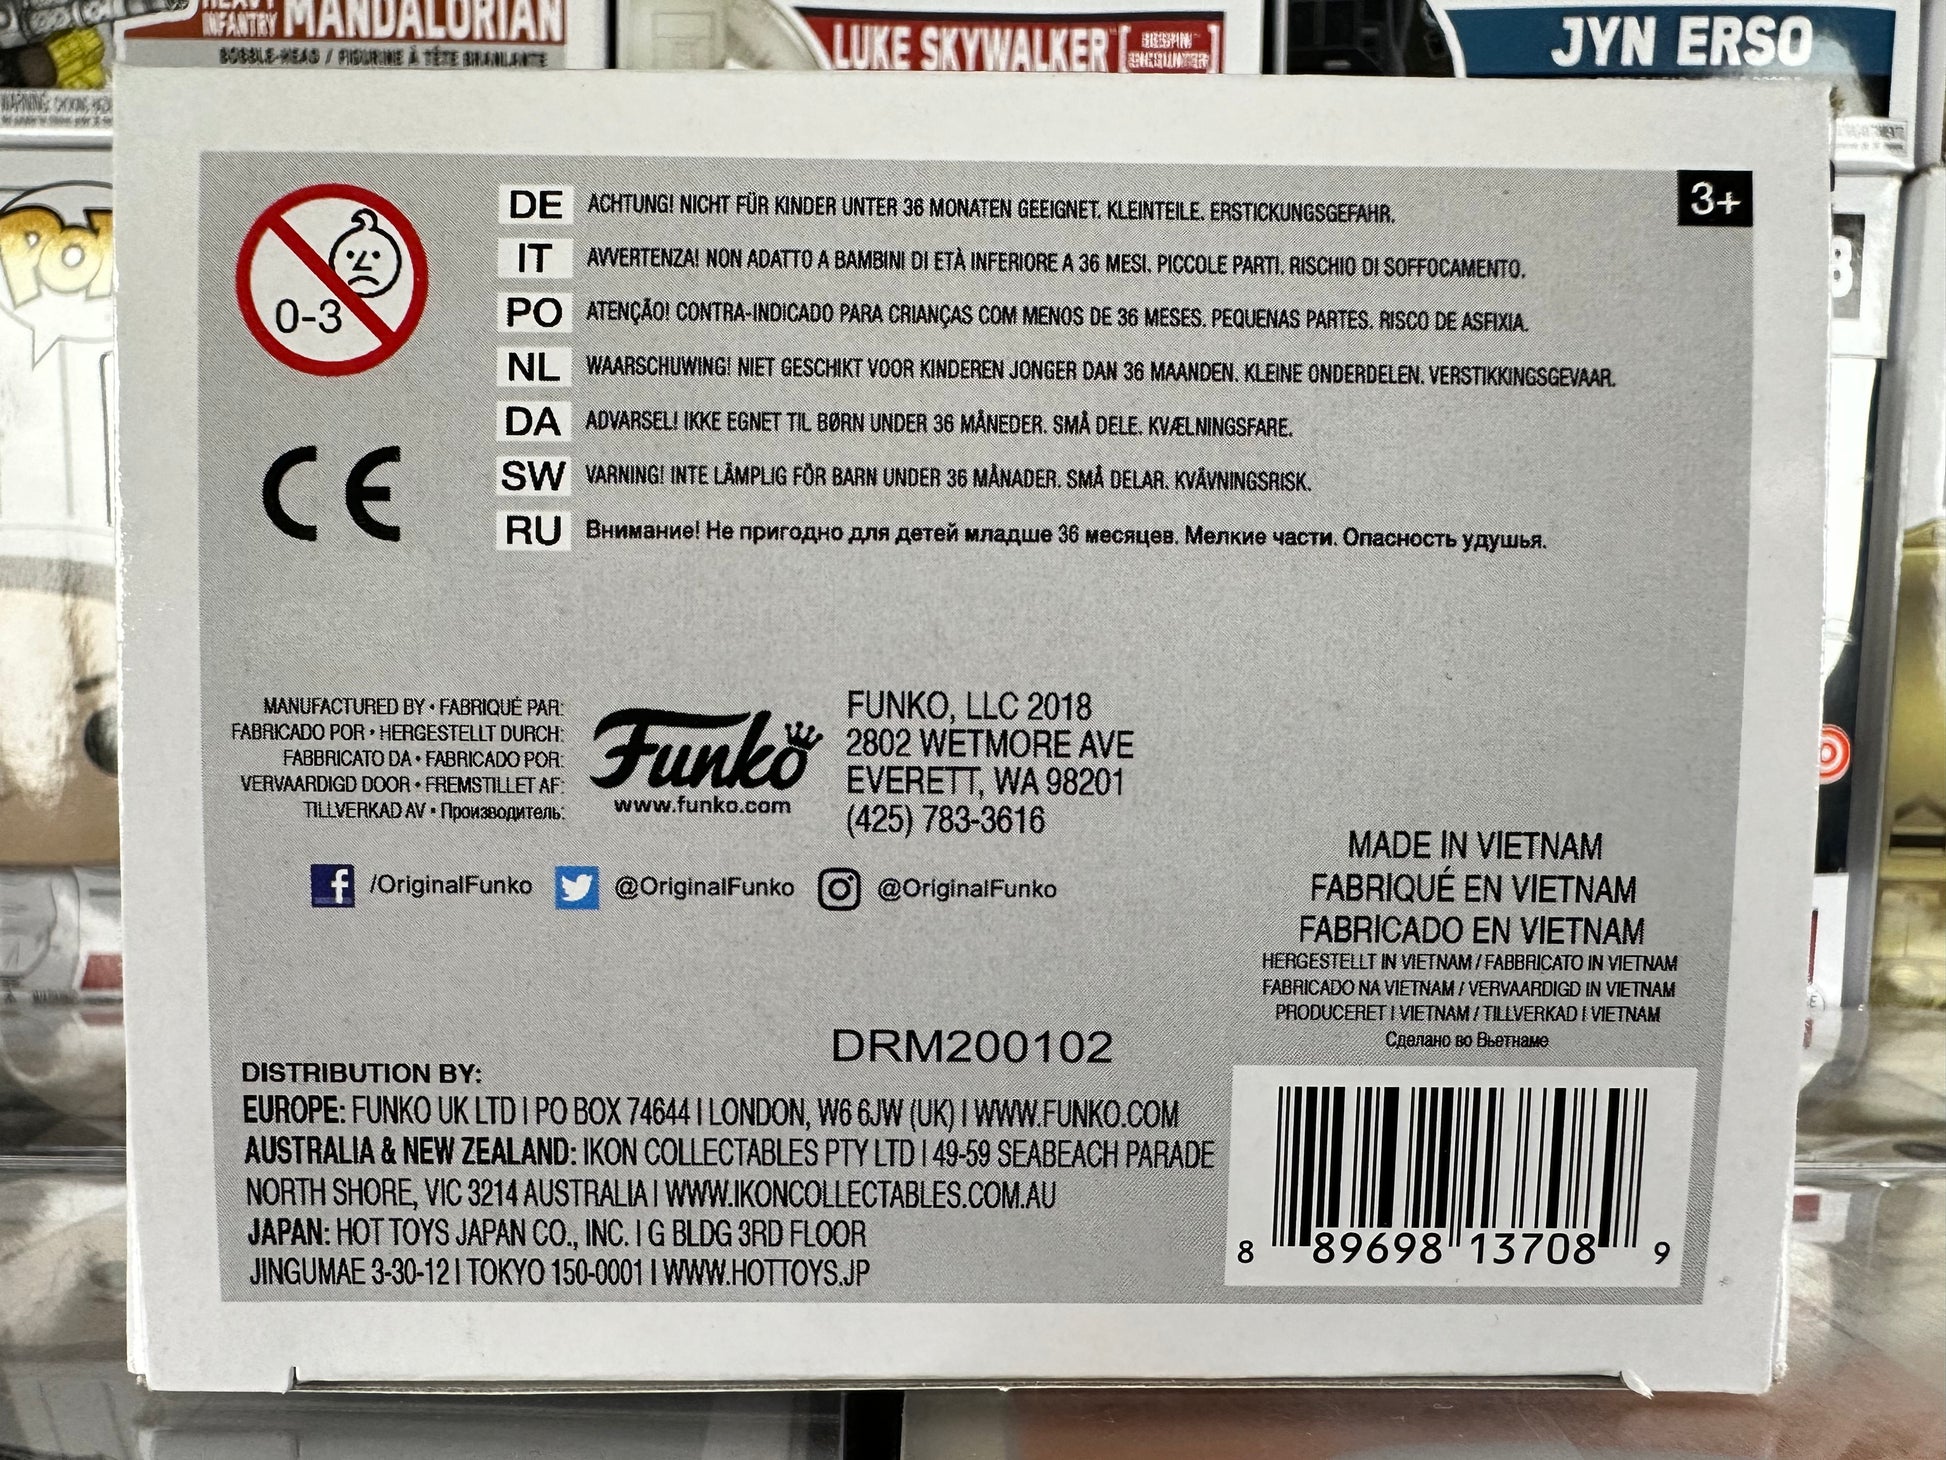 HEAVY
INFANTRY MANDALORIAN
BOBBLE-HEAD / FIGURINE À TÊTE BRANLANTE
LUKE SKYWALKER
JYN ERSO
POP
3+
0-3
CE
DE ACHTUNG! NICHT FÜR KINDER UNTER 36 MONATEN GEEIGNET. KLEINTEILE. ERSTICKUNGSGEFAHR.
IT AVVERTENZA! NON ADATTO A BAMBINI DI ETÀ INFERIORE A 36 MESI. PICCOLE PARTI. RISCHIO DI SOFFOCAMENTO.
PO ATENÇÃO! CONTRA-INDICADO PARA CRIANÇAS COM MENOS DE 36 MESES. PEQUENAS PARTES. RISCO DE ASFIXIA.
NL WAARSCHUWING! NIET GESCHIKT VOOR KINDEREN JONGER DAN 36 MAANDEN. KLEINE ONDERDELEN. VERSTIKKINGSGEVAAR.
DA ADVARSEL! IKKE EGNET TIL BØRN UNDER 36 MÅNEDER. SMÅ DELE. KVÆLNINGSFARE.
SW VARNING! INTE LÄMPLIG FÖR BARN UNDER 36 MÅNADER. SMÅ DELAR. KVÄVNINGSRISK.
RU Внимание! Не пригодно для детей младше 36 месяцев. Мелкие части. Опасность удушья.
MANUFACTURED BY • FABRIQUÉ PAR:
FABRICADO POR • HERGESTELLT DURCH:
FABBRICATO DA • FABRICADO POR:
VERVAARDIGD DOOR • FREMSTILLET AF:
TILLVERKAD AV • Производитель:
Funko
www.funko.com
FUNKO, LLC 2018
2802 WETMORE AVE
EVERETT, WA 98201
(425) 783-3616
/OriginalFunko @OriginalFunko @OriginalFunko
MADE IN VIETNAM
FABRIQUÉ EN VIETNAM
FABRICADO EN VIETNAM
HERGESTELLT IN VIETNAM / FABBRICATO IN VIETNAM
FABRICADO NA VIETNAM / VERVAARDIGD IN VIETNAM
PRODUCERET I VIETNAM / TILLVERKAD I VIETNAM
Сделано во Вьетнаме
DRM200102
DISTRIBUTION BY:
EUROPE: FUNKO UK LTD | PO BOX 74644 | LONDON, W6 6JW (UK) | WWW.FUNKO.COM
AUSTRALIA & NEW ZEALAND: IKON COLLECTABLES PTY LTD | 49-59 SEABEACH PARADE
NORTH SHORE, VIC 3214 AUSTRALIA | WWW.IKONCOLLECTABLES.COM.AU
JAPAN: HOT TOYS JAPAN CO., INC. | G BLDG 3RD FLOOR
JINGUMAE 3-30-12 | TOKYO 150-0001 | WWW.HOTTOYS.JP
8 89698 13708 9